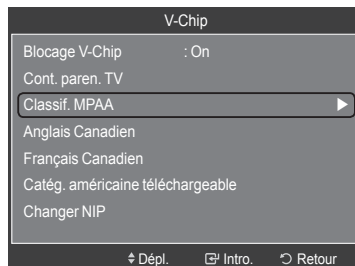 V-Chip
Blocage V-Chip : On
Cont. paren. TV
Classif. MPAA
Anglais Canadien
Français Canadien
Catég. américaine téléchargeable
Changer NIP
Dépl. Intro. Retour